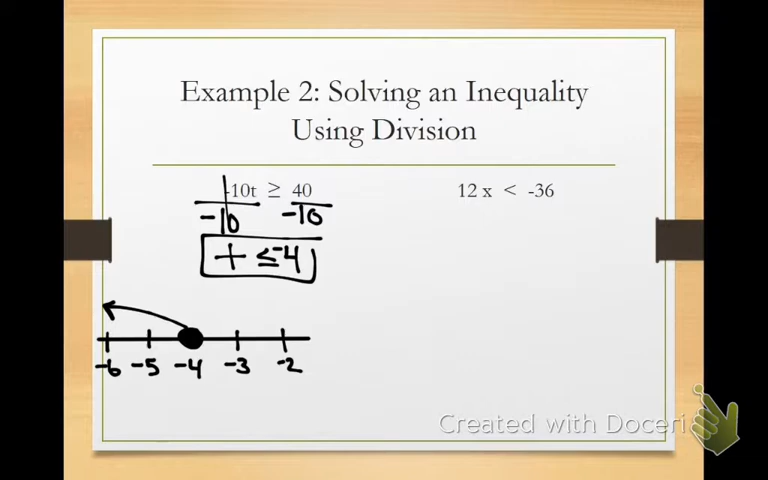 Example 2: Solving an Inequality
Using Division
-10t ≥ 40
-10 -10
t ≤ -4
-6 -5 -4 -3 -2
12 x < -36
Created with Doceri